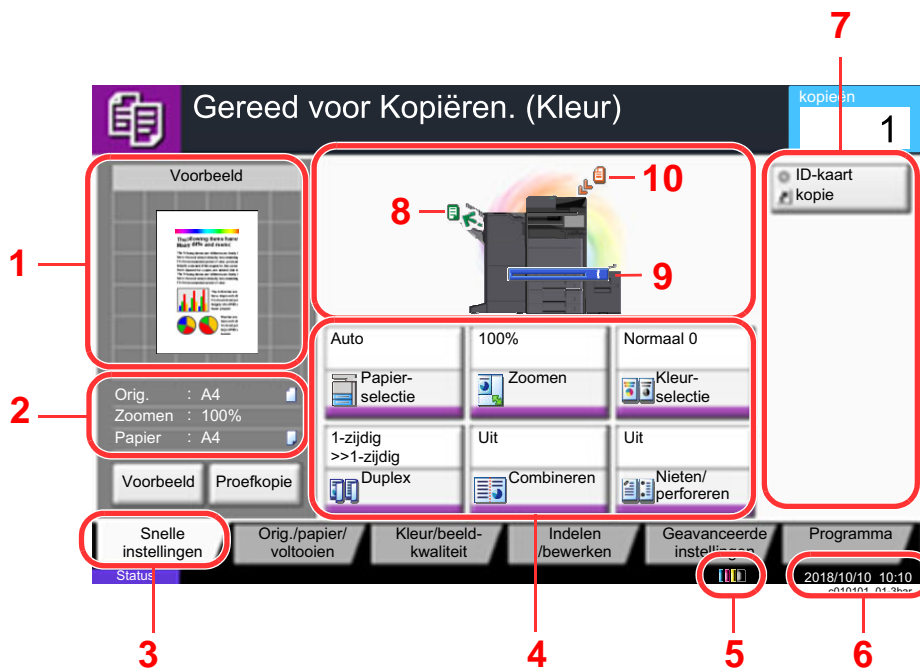 7
Gereed voor Kopiëren. (Kleur)
kopieën
1
Voorbeeld
10
8
9
ID-kaart
kopie
1
Auto
100%
Normaal 0
Papier-
selectie
Zoomen
Kleur-
selectie
2
Orig. : A4
Zoomen : 100%
Papier : A4
1-zijdig
>>1-zijdig
Uit
Uit
Duplex
Combineren
Nieten/
perforeren
Voorbeeld
Proefkopie
Snelle
instellingen
Orig./papier/
voltooien
Kleur/beeld-
kwaliteit
Indelen
/bewerken
Geavanceerde
instellingen
Programma
Status
2018/10/10 10:10
c010101_01-3bar
3
4
5
6